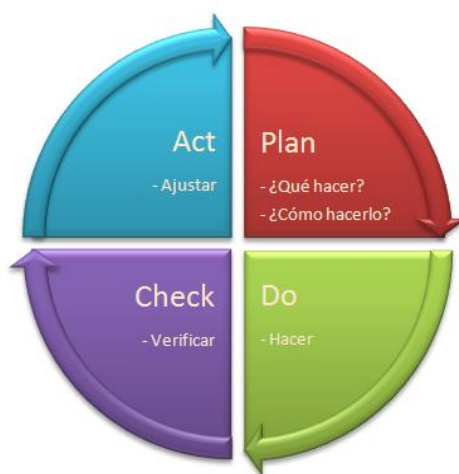 Act
- Ajustar
Plan
- ¿Qué hacer?
- ¿Cómo hacerlo?
Check
- Verificar
Do
- Hacer